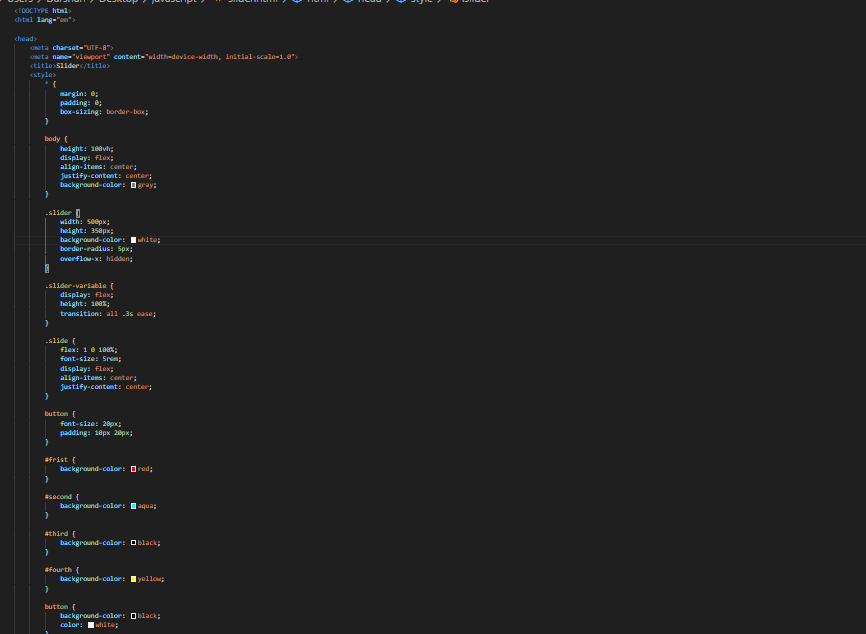 Users > Darshan > Desktop > javascript > slider.html > html > head > style > .slider
<!DOCTYPE html>
<html lang="en">
<head>
<meta charset="UTF-8">
<meta name="viewport" content="width=device-width, initial-scale=1.0">
<title>Slider</title>
<style>
* {
margin: 0;
padding: 0;
box-sizing: border-box;
}
body {
height: 100vh;
display: flex;
align-items: center;
justify-content: center;
background-color: gray;
}
.slider {
width: 500px;
height: 350px;
background-color: white;
border-radius: 5px;
overflow-x: hidden;
}
.slider-variable {
display: flex;
height: 100%;
transition: all .3s ease;
}
.slide {
flex: 1 0 100%;
font-size: 5rem;
display: flex;
align-items: center;
justify-content: center;
}
button {
font-size: 20px;
padding: 10px 20px;
}
#frist {
background-color: red;
}
#second {
background-color: aqua;
}
#third {
background-color: black;
}
#fourth {
background-color: yellow;
}
button {
background-color: black;
color: white;
}